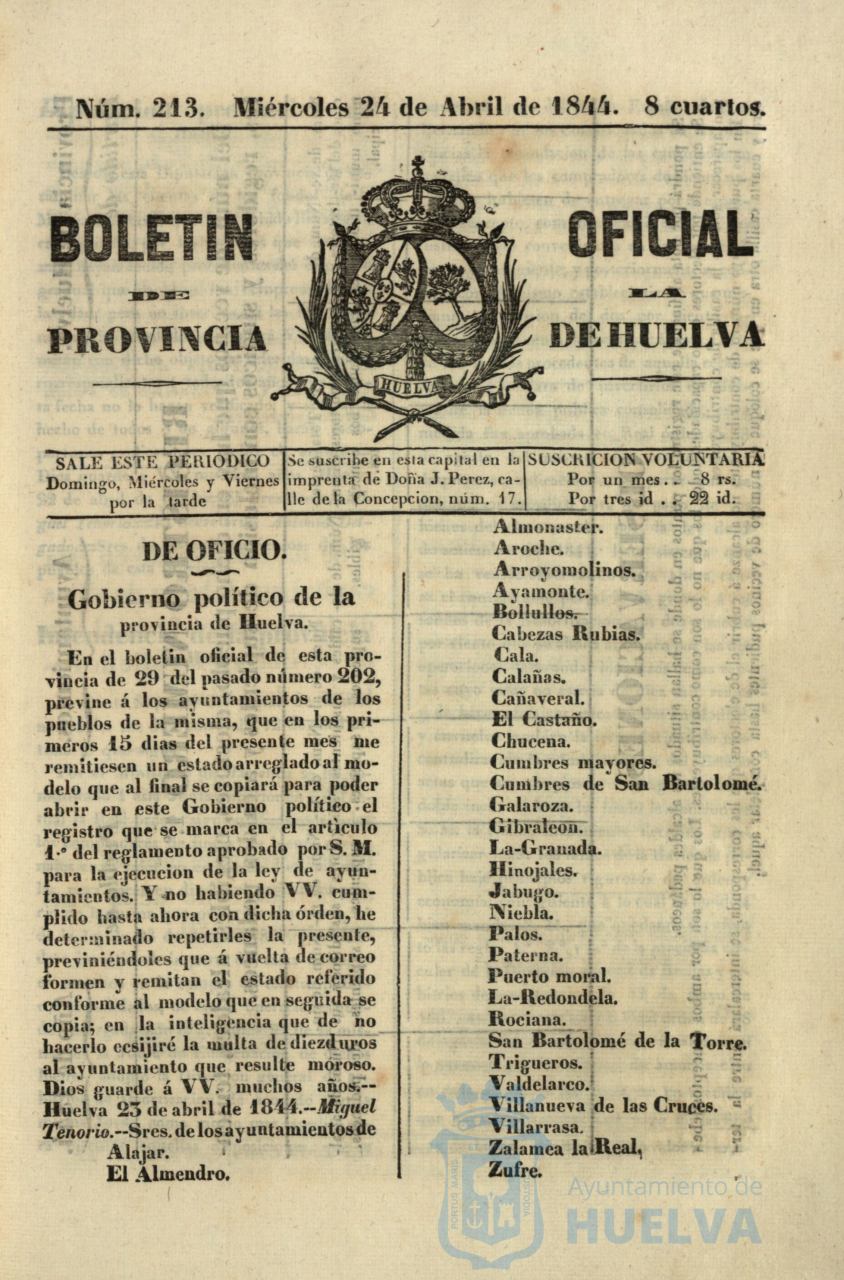 Núm. 213. Miércoles 24 de Abril de 1844. 8 cuartos.
BOLETIN OFICIAL
DE LA
PROVINCIA DE HUELVA
HUELVA
SALE ESTE PERIODICO
Domingo, Miércoles y Viernes
por la tarde
Se suscribe en esta capital en la
imprenta de Doña J. Perez, ca-
lle de la Concepcion, núm. 17.
SUSCRICION VOLUNTARIA
Por un mes . . 8 rs.
Por tres id . . 22 id.
DE OFICIO.
Gobierno político de la
provincia de Huelva.
En el boletin oficial de esta pro-
vincia de 29 del pasado número 202,
previne á los ayuntamientos de los
pueblos de la misma, que en los pri-
meros 15 dias del presente mes me
remitiesen un estado arreglado al mo-
delo que al final se copiará para poder
abrir en este Gobierno político el
registro que se marca en el artìculo
1.º del reglamento aprobado por S. M.
para la ejecucion de la ley de ayun-
tamientos. Y no habiendo VV. cum-
plido hasta ahora con dicha órden, he
determinado repetirles la presente,
previniéndoles que á vuelta de correo
formen y remitan el estado referido
conforme al modelo que en seguida se
copia; en la inteligencia que de no
hacerlo ecsijiré la multa de diez duros
al ayuntamiento que resulte moroso.
Dios guarde á VV. muchos años.--
Huelva 23 de abril de 1844.--Miguel
Tenorio.--Sres. de los ayuntamientos de
Alajar.
El Almendro.
Almonaster.
Aroche.
Arroyomolinos.
Ayamonte.
Bollullos.
Cabezas Rubias.
Cala.
Calañas.
Cañaveral.
El Castaño.
Chucena.
Cumbres mayores.
Cumbres de San Bartolomé.
Galaroza.
Gibraleon.
La-Granada.
Hinojales.
Jabugo.
Niebla.
Palos.
Paterna.
Puerto moral.
La-Redondela.
Rociana.
San Bartolomé de la Torre.
Trigueros.
Valdelarco.
Villanueva de las Cruces.
Villarrasa.
Zalamea la Real,
Zufre.
Ayuntamiento de
HUELVA
PORTUS MARIS
CUSTODIA